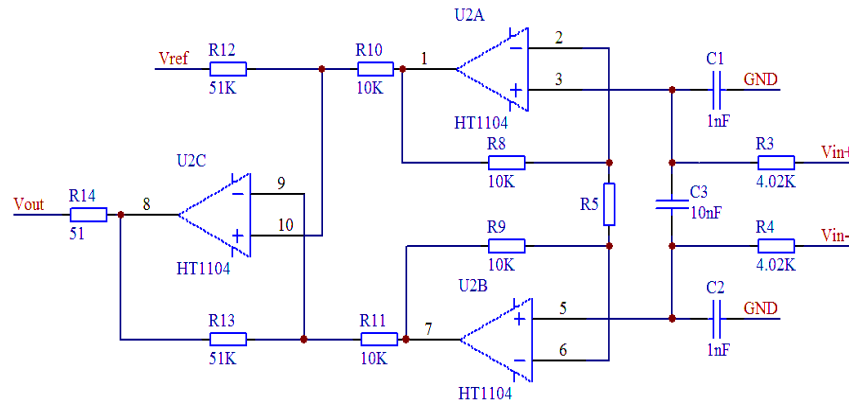 U2A
Vref
R12
51K
R10
10K
1
2
3
HT1104
C1
GND
1nF
R8
10K
R3
Vin+
4.02K
U2C
9
10
HT1104
R5
C3
10nF
Vout
R14
51
8
R9
10K
R4
Vin-
4.02K
U2B
R13
51K
R11
10K
7
5
6
HT1104
C2
GND
1nF